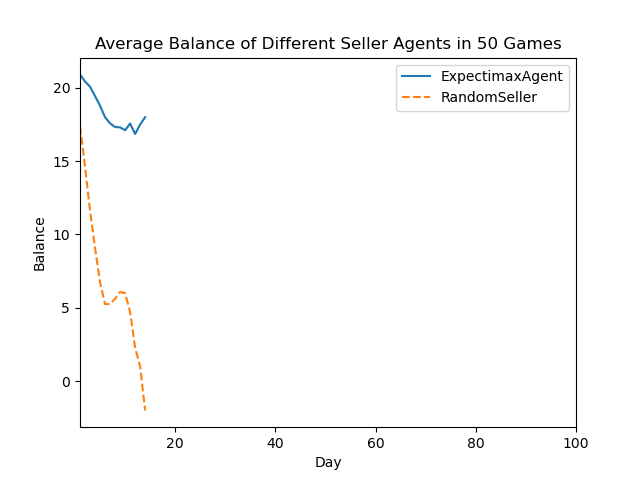 Average Balance of Different Seller Agents in 50 Games
ExpectimaxAgent
RandomSeller
20
15
10
5
0
Balance
20
40
60
80
100
Day